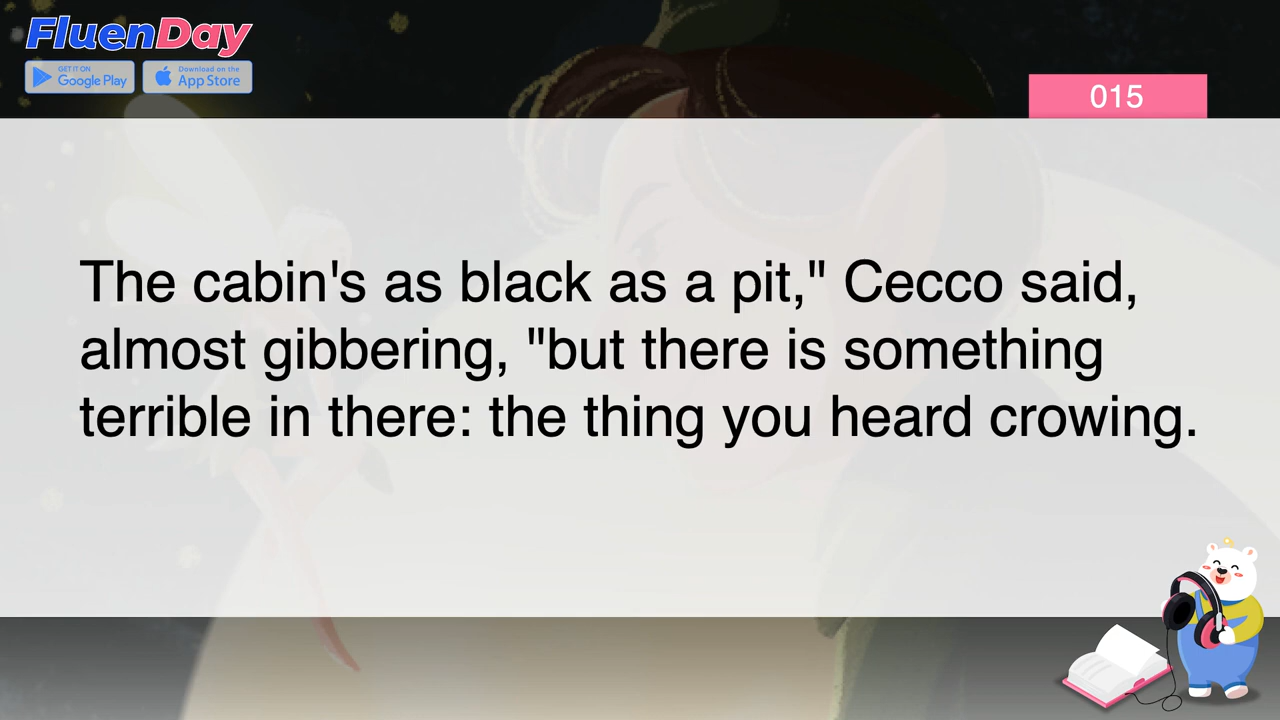 FluenDay
GET IT ON
Google Play
Download on the
App Store
015
The cabin's as black as a pit," Cecco said,
almost gibbering, "but there is something
terrible in there: the thing you heard crowing.